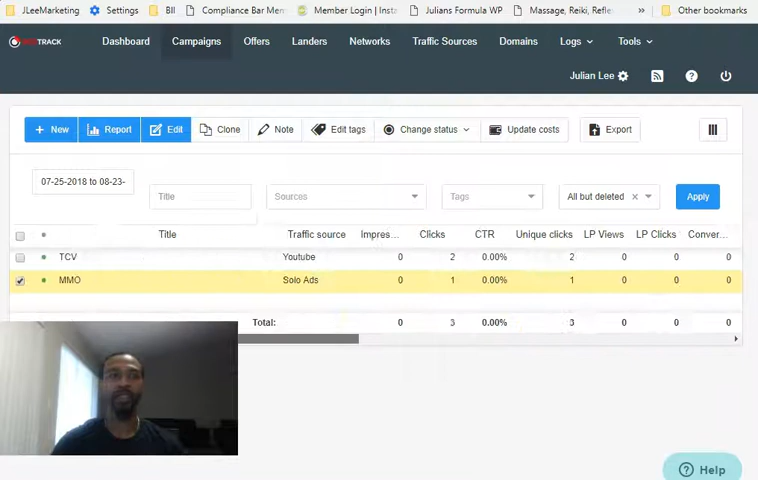 JLeeMarketing Settings Bll Compliance Bar Mem Member Login | Inst Julians Formula WP Massage, Reiki, Refle » Other bookmarks
TRACK Dashboard Campaigns Offers Landers Networks Traffic Sources Domains Logs Tools
Julian Lee
+ New Report Edit Clone Note Edit tags Change status Update costs Export
07-25-2018 to 08-23- Title Sources Tags All but deleted × Apply
Title Traffic source Impres... Clicks CTR Unique clicks LP Views LP Clicks Conver...
TCV Youtube 0 2 0.00% 2 0 0 0
MMO Solo Ads 0 1 0.00% 1 0 0 0
Total: 0 3 0.00% 3 0 0 0
? Help